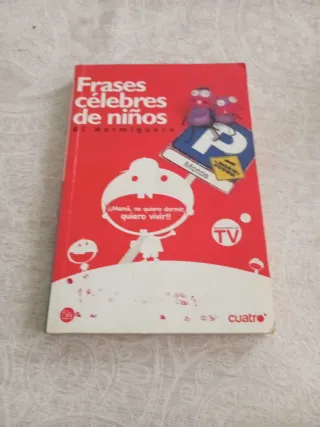 Frases
célebres
de niños
El Hormiguero
P
Motos
¡¡Mamá, no quiero dormir,
quiero vivir!!
TV
cuatro